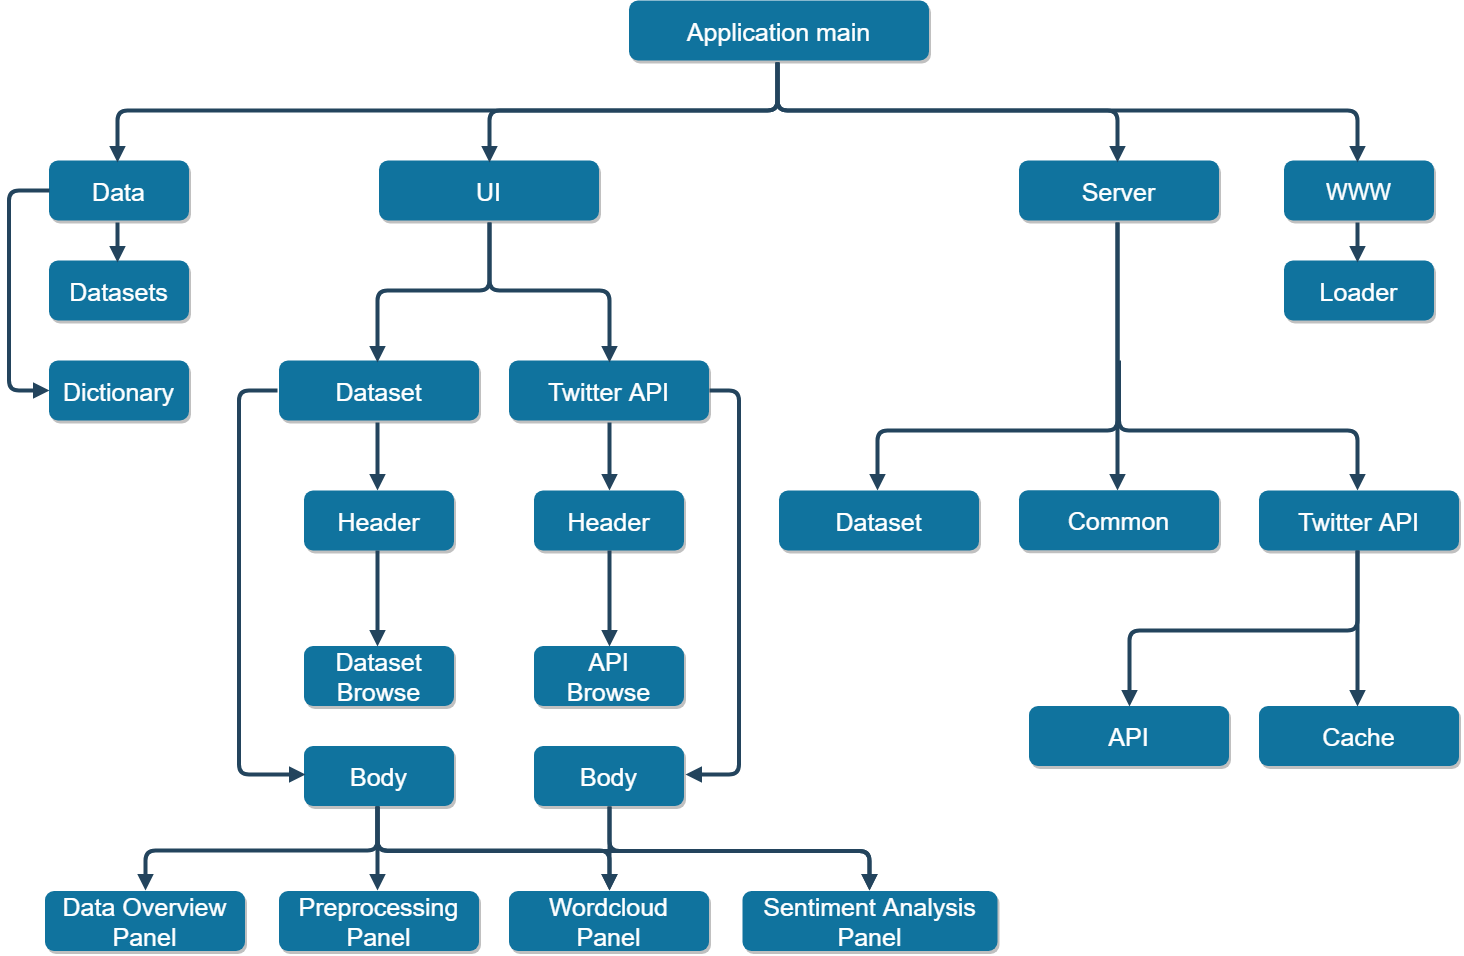 Application main
Data
UI
Server
WWW
Datasets
Loader
Dictionary
Dataset
Twitter API
Header
Header
Dataset
Common
Twitter API
Dataset
Browse
API
Browse
API
Cache
Body
Body
Data Overview
Panel
Preprocessing
Panel
Wordcloud
Panel
Sentiment Analysis
Panel